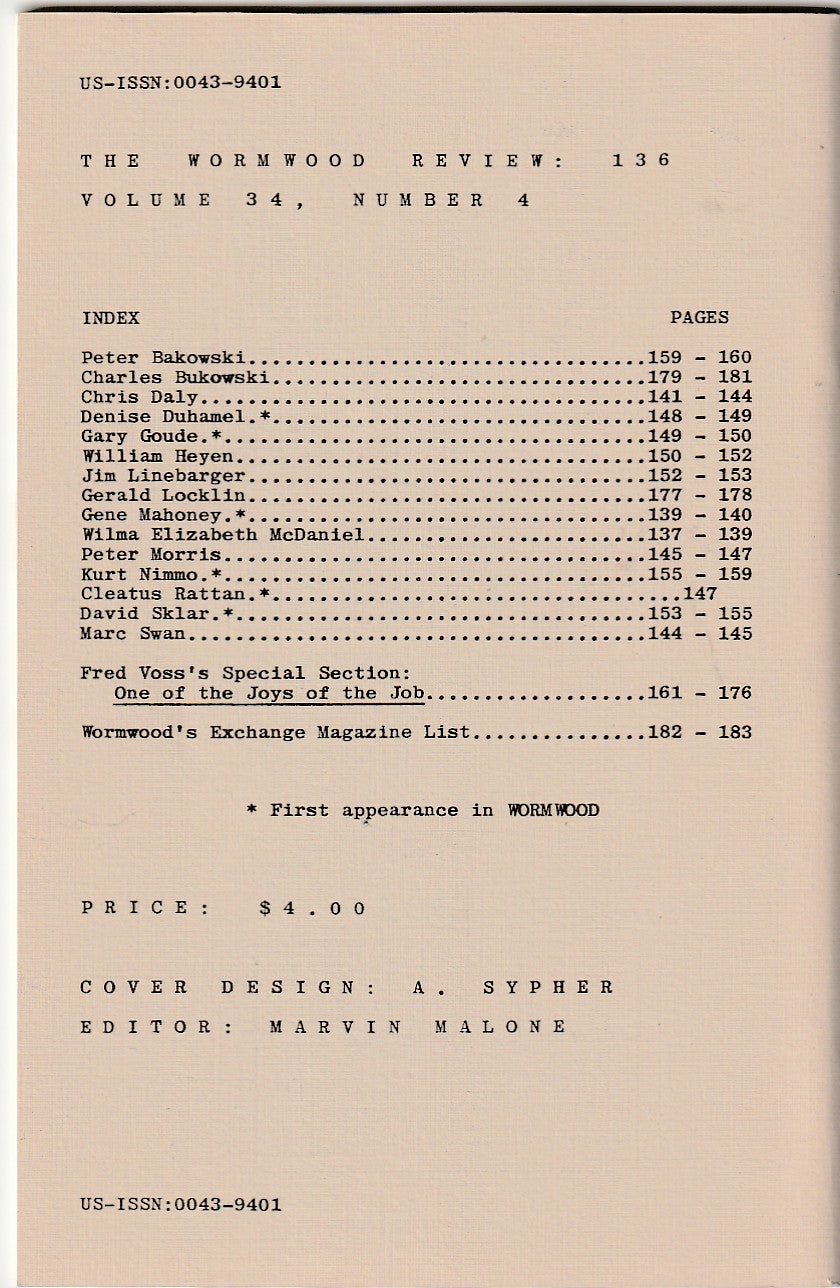 US-ISSN:0043-9401
THE WORMWOOD REVIEW: 136
VOLUME 34, NUMBER 4
INDEX PAGES
Peter Bakowski..................................159 - 160
Charles Bukowski................................179 - 181
Chris Daly......................................141 - 144
Denise Duhamel.*................................148 - 149
Gary Goude.*....................................149 - 150
William Heyen...................................150 - 152
Jim Linebarger..................................152 - 153
Gerald Locklin..................................177 - 178
Gene Mahoney.*..................................139 - 140
Wilma Elizabeth McDaniel........................137 - 139
Peter Morris....................................145 - 147
Kurt Nimmo.*....................................155 - 159
Cleatus Rattan.*...................................147
David Sklar.*...................................153 - 155
Marc Swan.......................................144 - 145
Fred Voss's Special Section:
One of the Joys of the Job...................161 - 176
Wormwood's Exchange Magazine List...............182 - 183
* First appearance in WORMWOOD
PRICE: $4.00
COVER DESIGN: A. SYPHER
EDITOR: MARVIN MALONE
US-ISSN:0043-9401